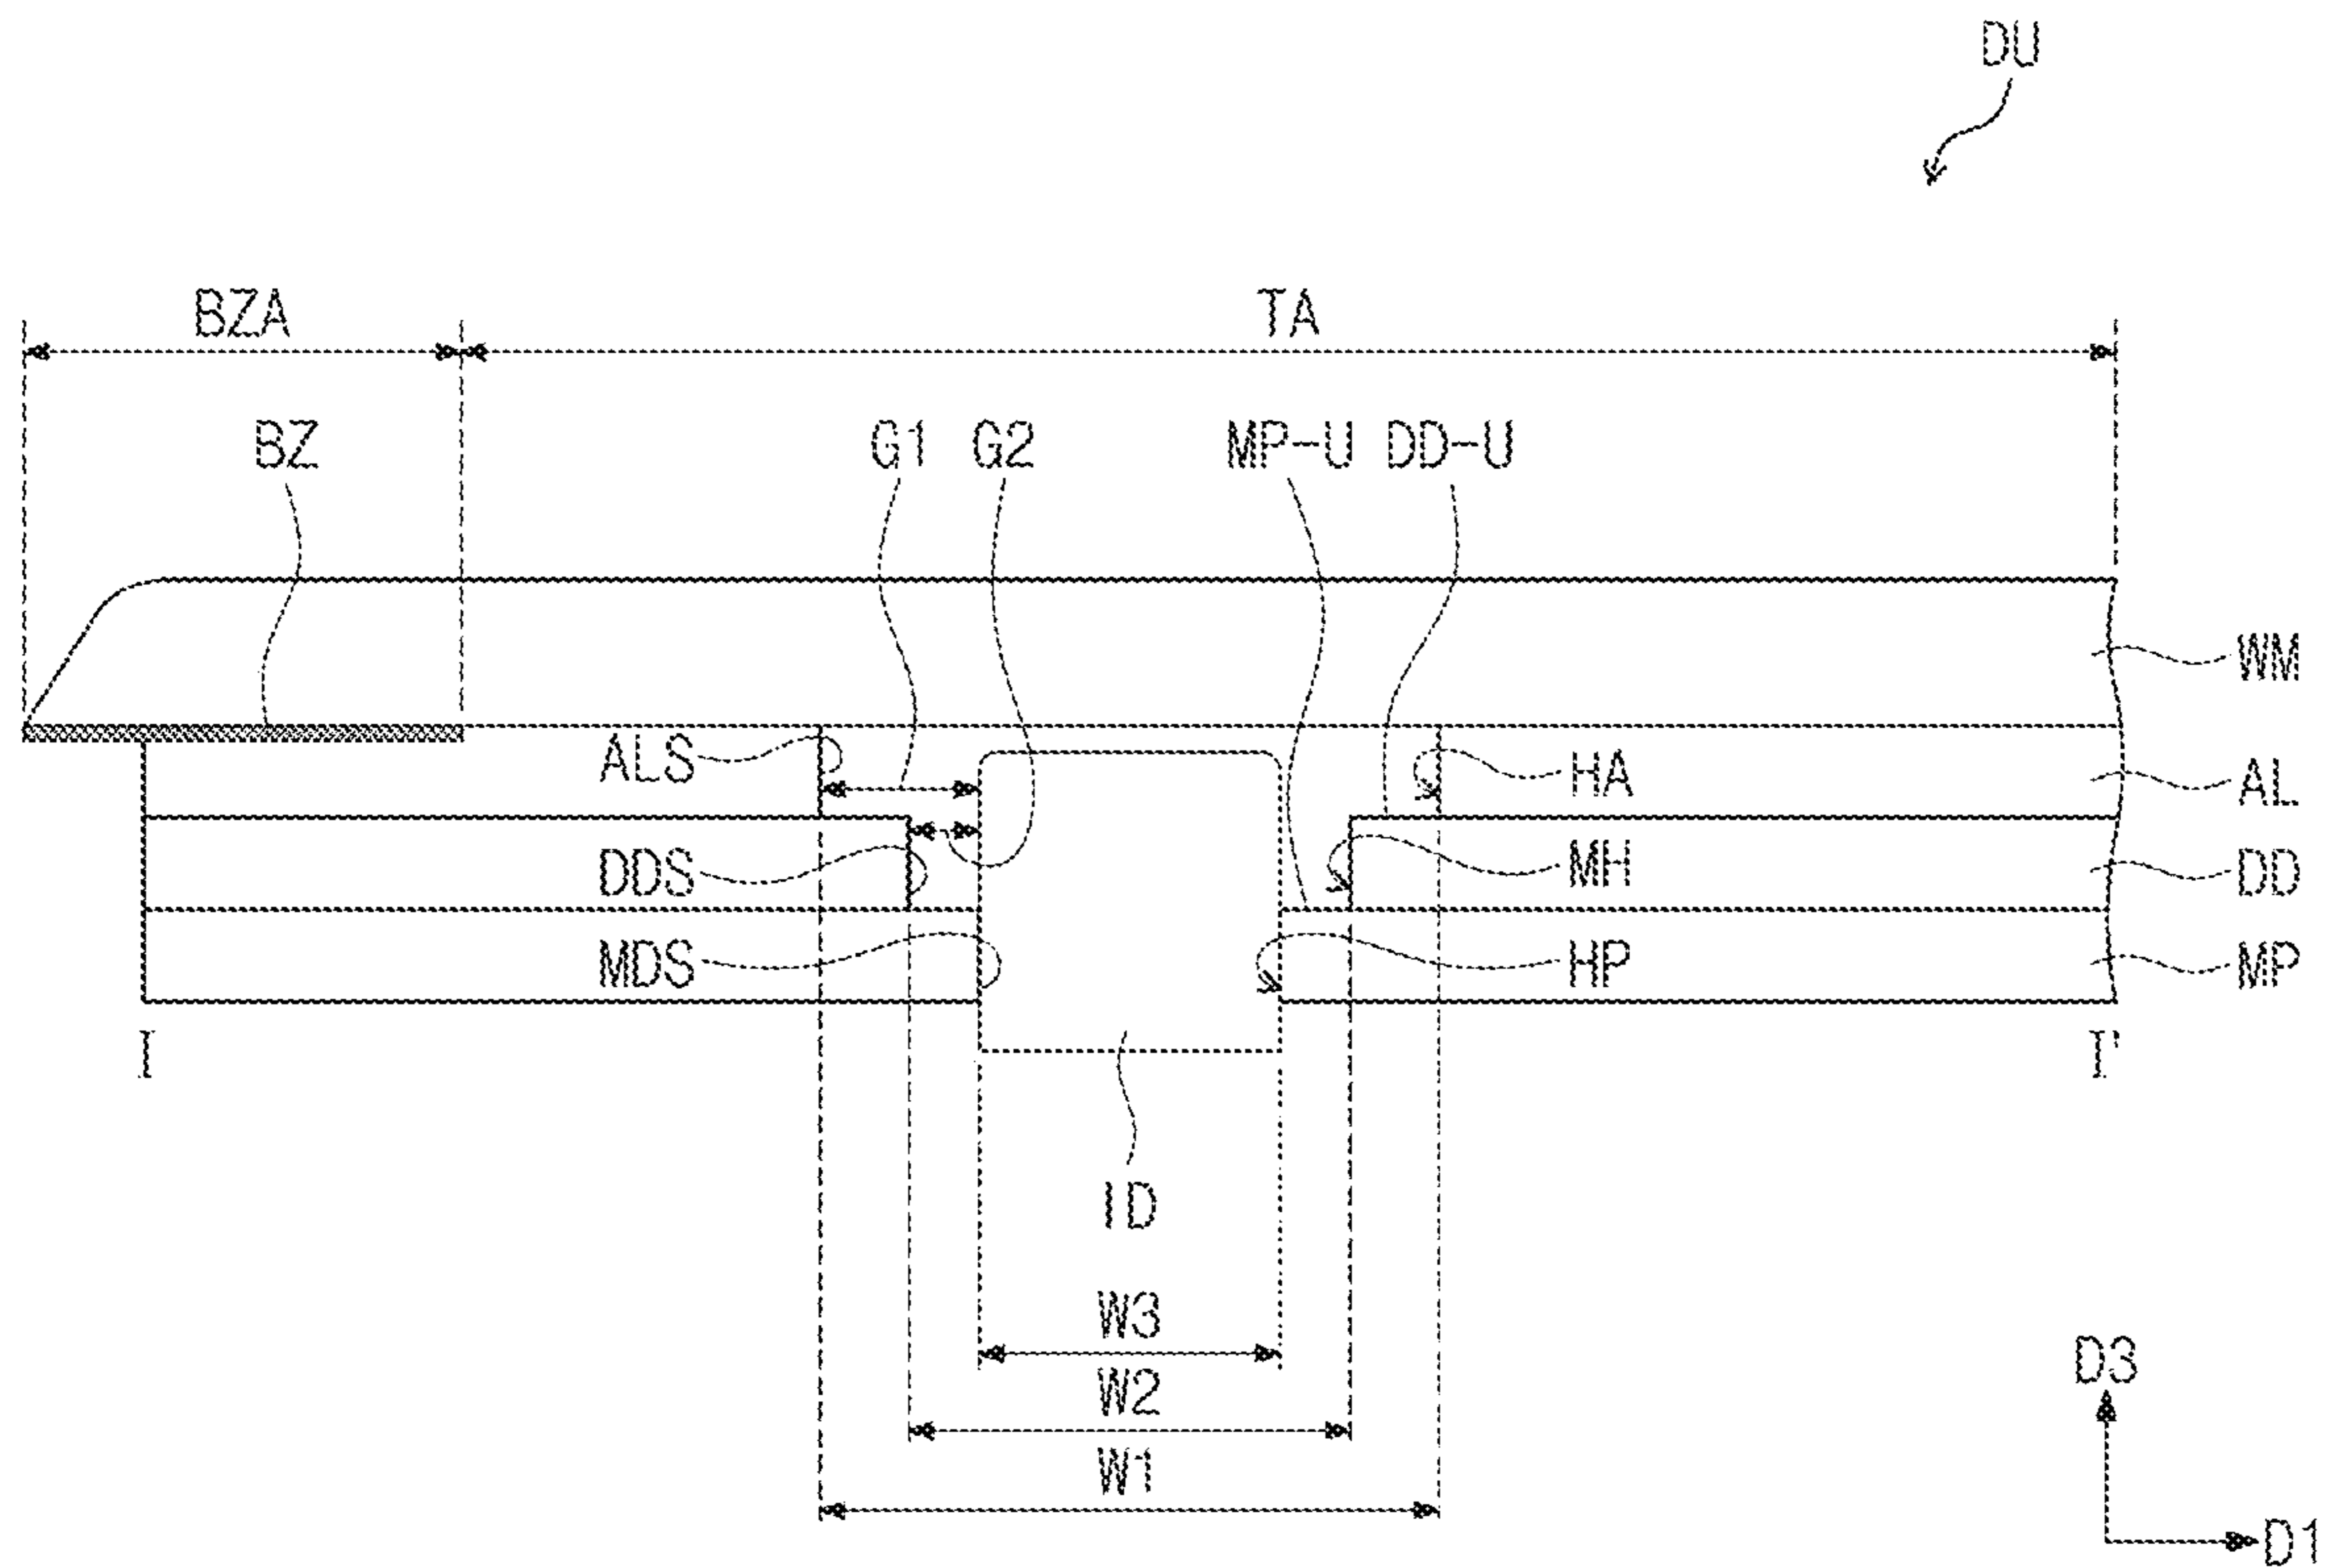 DU
BZA TA
BZ G1 G2 MP-U DD-U
WM
ALS HA AL
DDS MH DD
MDS HP MP
I I'
ID
W3
W2
W1
D3
D1